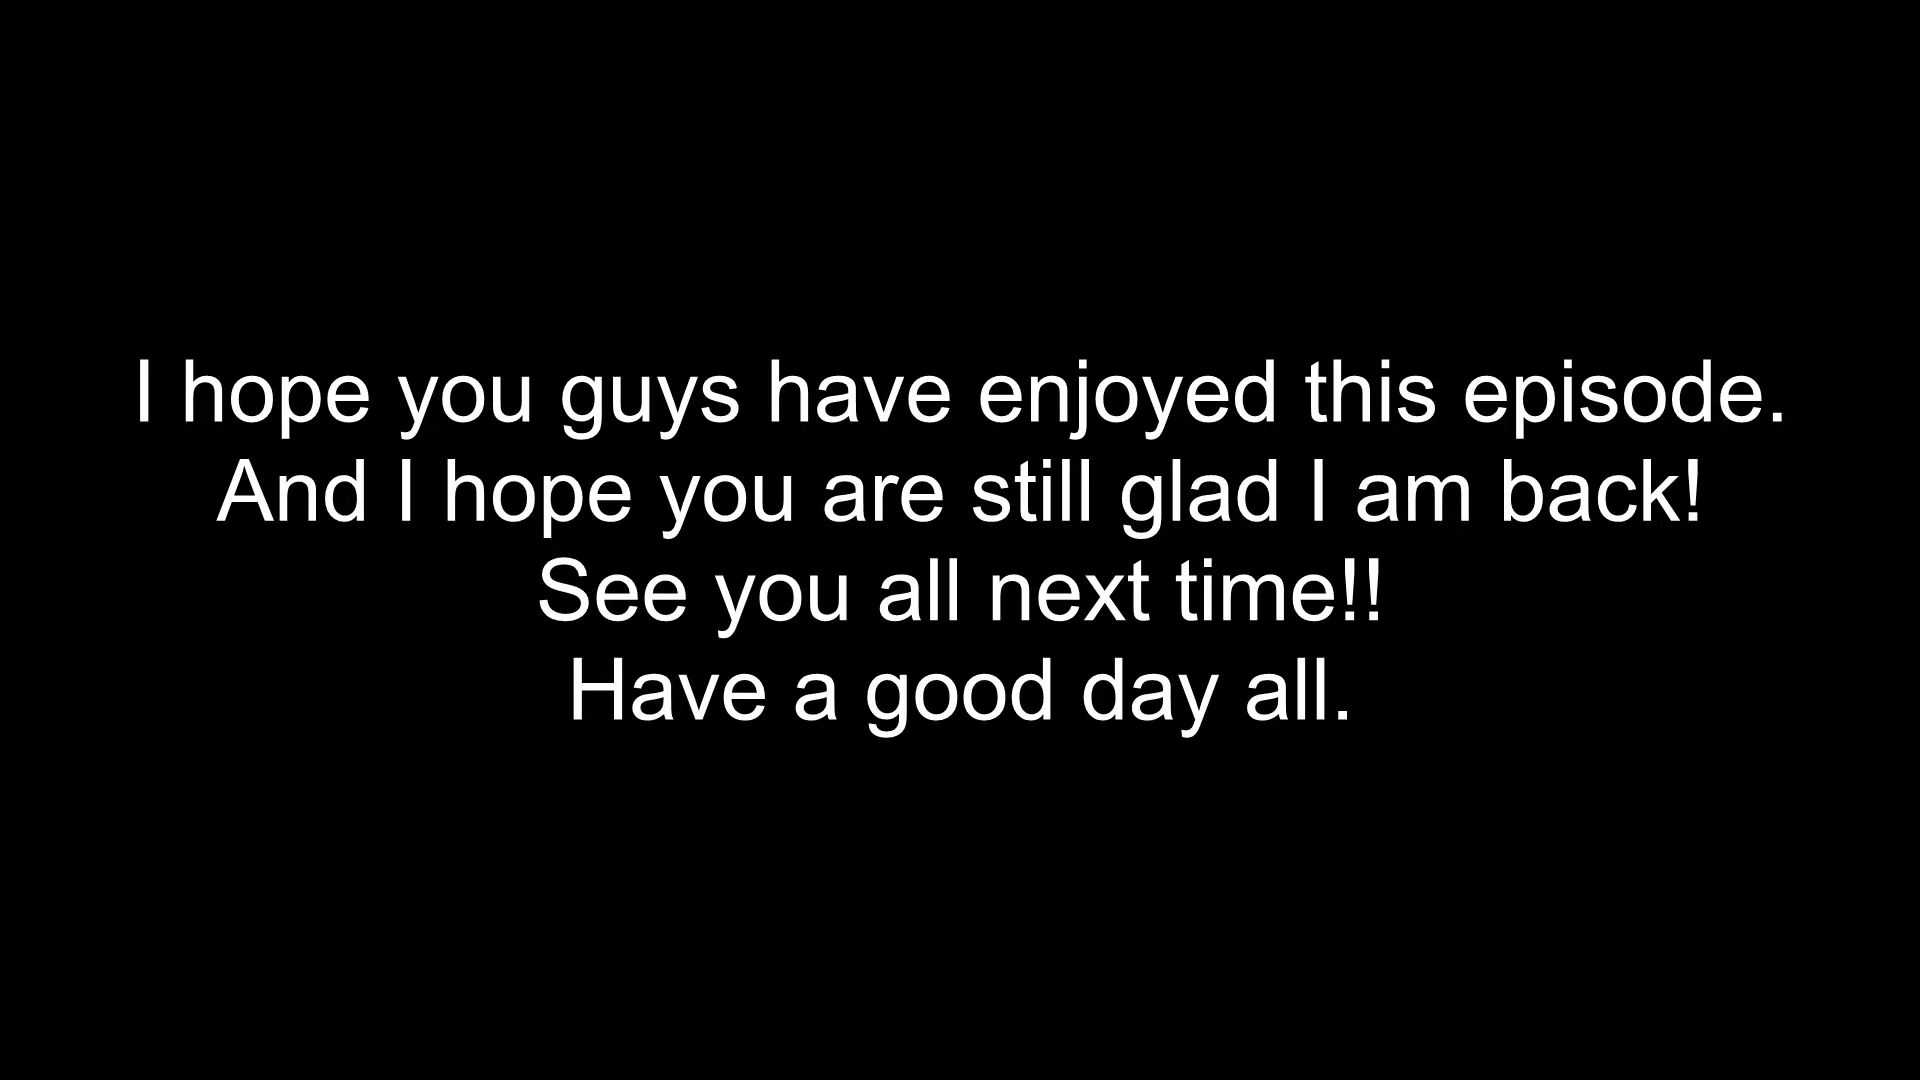 I hope you guys have enjoyed this episode.
And I hope you are still glad I am back!
See you all next time!!
Have a good day all.